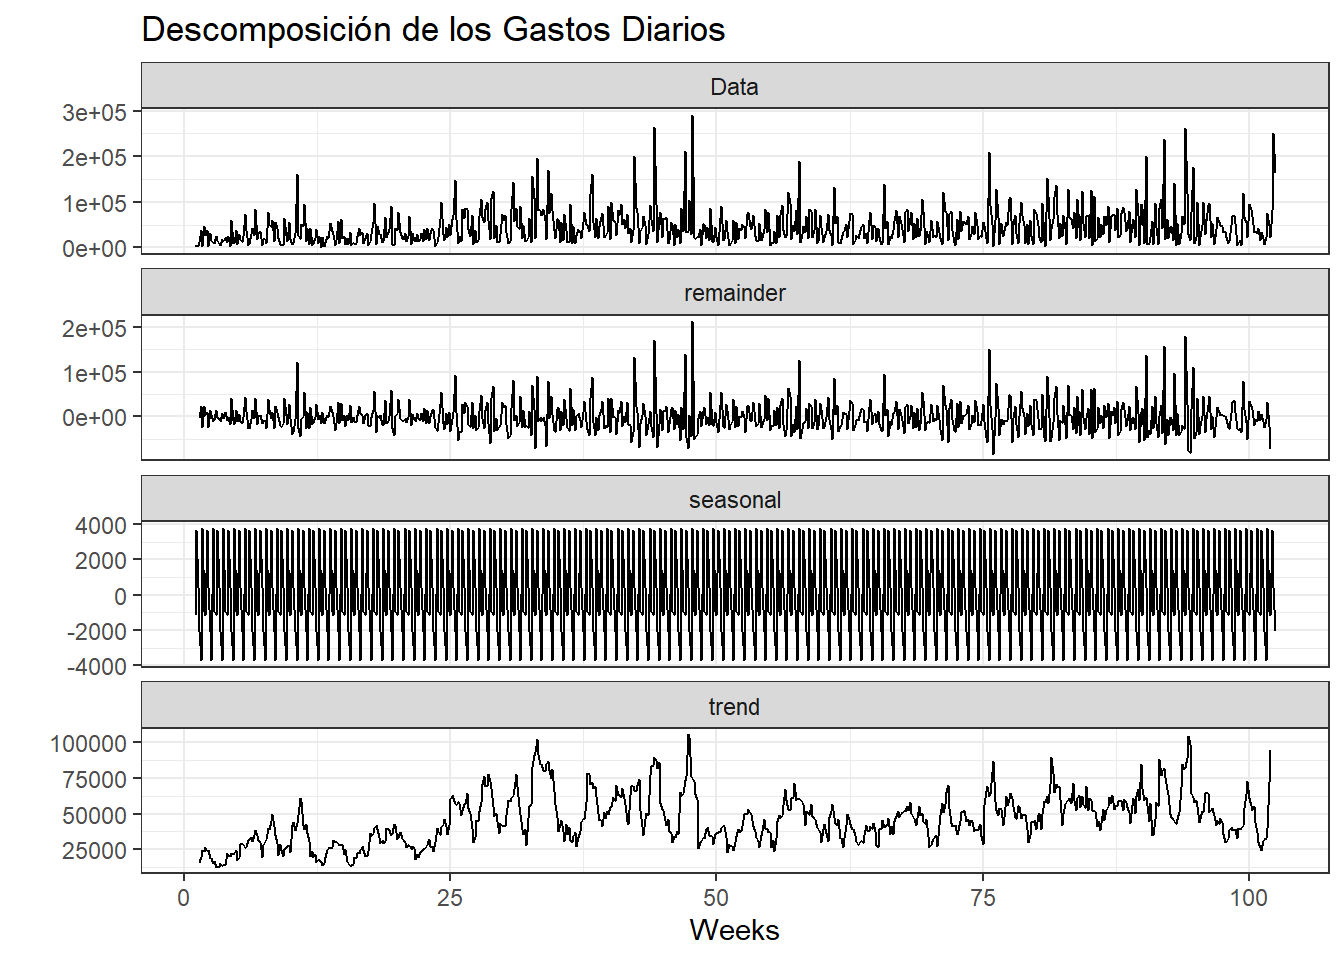 Descomposición de los Gastos Diarios
Data
3e+05
2e+05
1e+05
0e+00
remainder
2e+05
1e+05
0e+00
seasonal
4000
2000
0
-2000
-4000
trend
100000
75000
50000
25000
0 25 50 75 100
Weeks